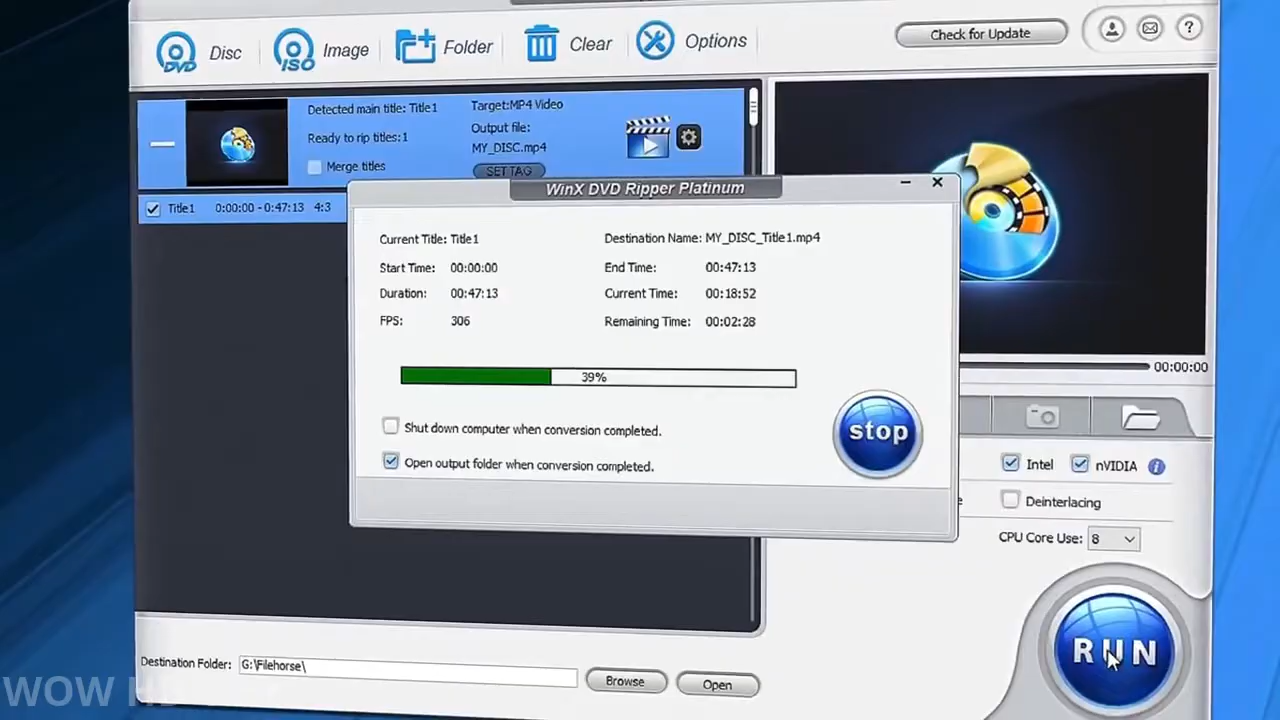 Disc
Image
Folder
Clear
Options
Check for Update
?
DVD
ISO
Detected main title: Title1
Target:MP4 Video
Ready to rip titles:1
Output file:
MY_DISC.mp4
Merge titles
SET TAG
Title1 0:00:00 - 0:47:13 4:3
WinX DVD Ripper Platinum
Current Title: Title1
Destination Name: MY_DISC_Title1.mp4
Start Time: 00:00:00
End Time: 00:47:13
Duration: 00:47:13
Current Time: 00:18:52
FPS: 306
Remaining Time: 00:02:28
39%
00:00:00
stop
Shut down computer when conversion completed.
Open output folder when conversion completed.
Intel
nVIDIA
i
Deinterlacing
CPU Core Use: 8
RUN
Destination Folder: G:\Filehorse\
Browse
Open
WOW